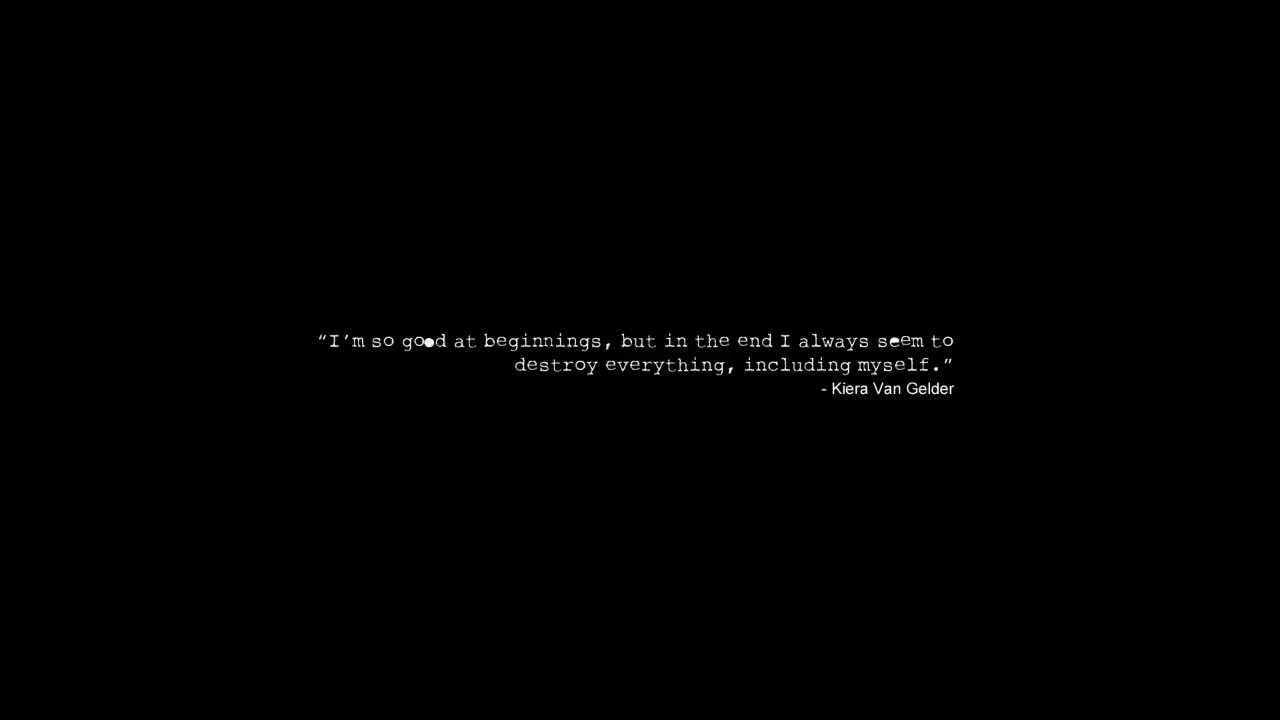 “I’m so good at beginnings, but in the end I always seem to
destroy everything, including myself.”
- Kiera Van Gelder